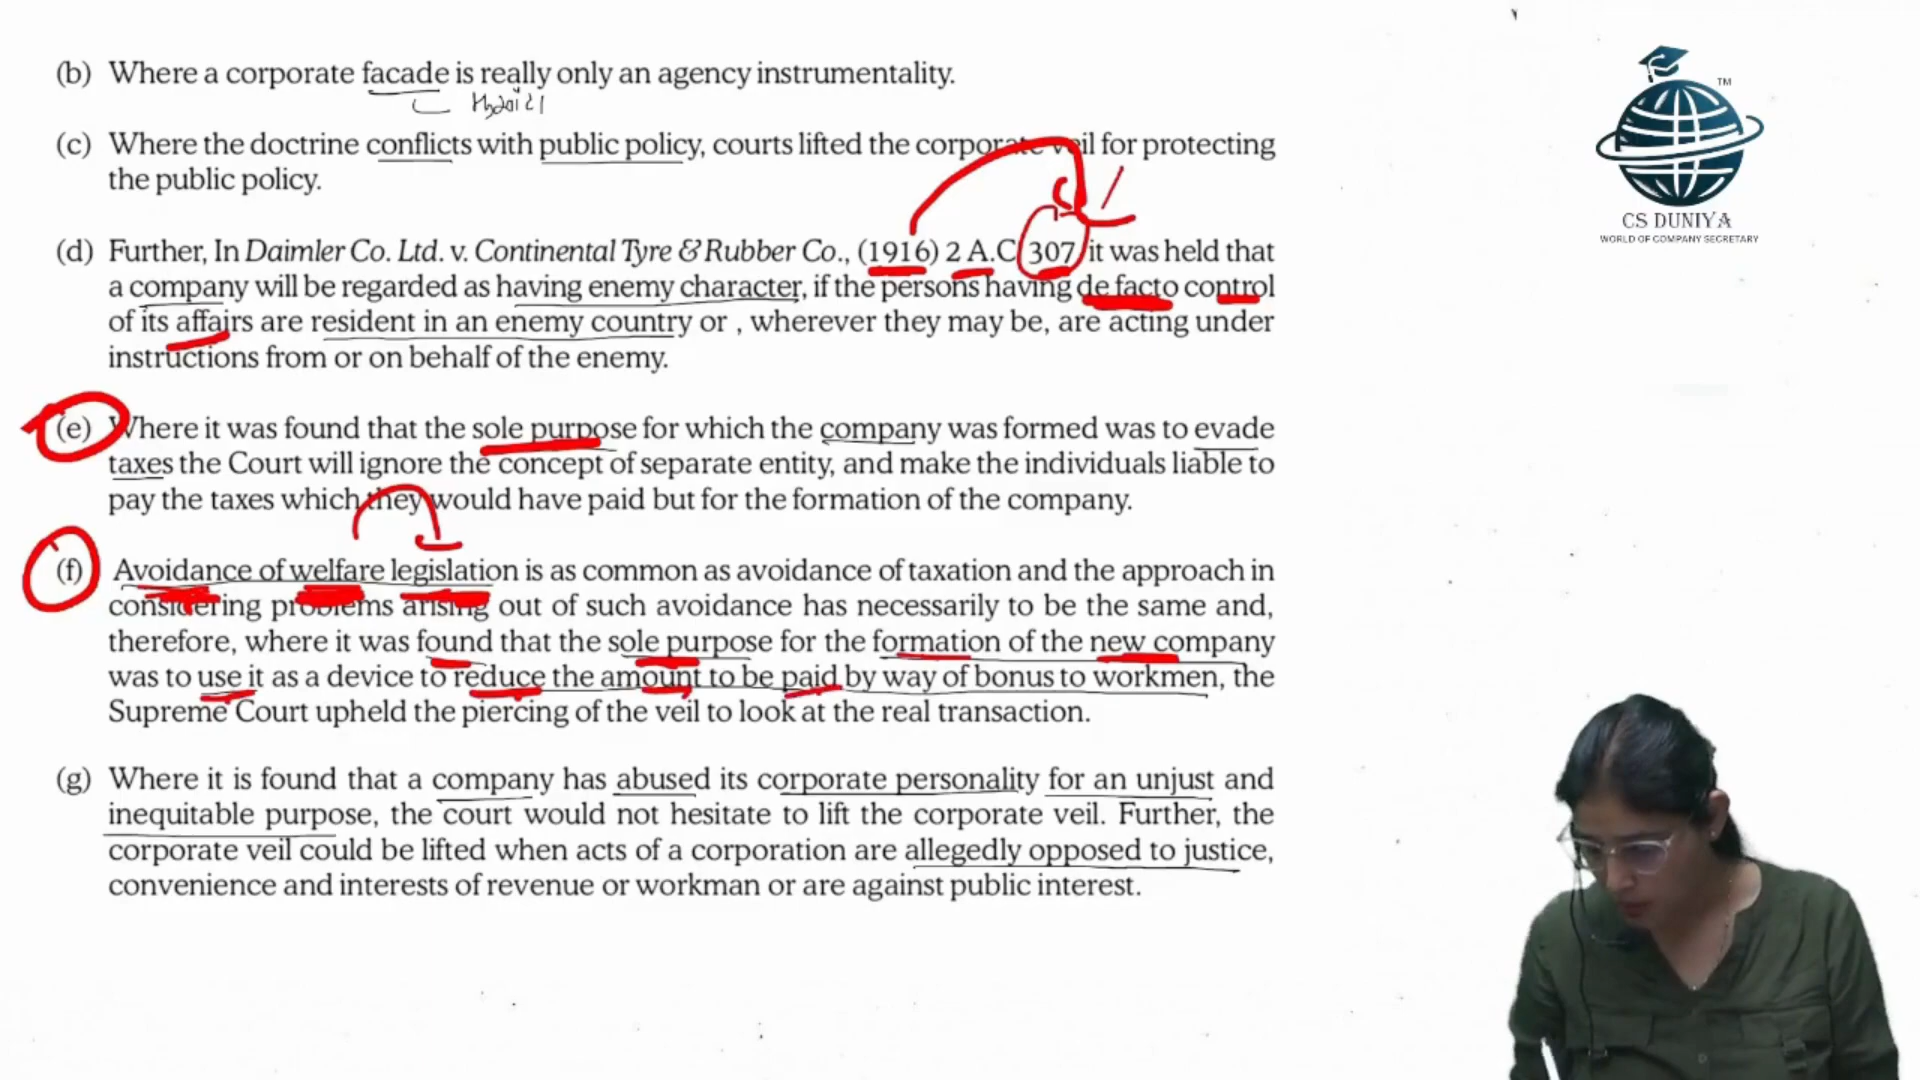 (b) Where a corporate facade is really only an agency instrumentality.
(c) Where the doctrine conflicts with public policy, courts lifted the corporate veil for protecting
the public policy.
(d) Further, In Daimler Co. Ltd. v. Continental Tyre & Rubber Co., (1916) 2 A.C 307, it was held that
a company will be regarded as having enemy character, if the persons having de facto control
of its affairs are resident in an enemy country or , wherever they may be, are acting under
instructions from or on behalf of the enemy.
(e) Where it was found that the sole purpose for which the company was formed was to evade
taxes the Court will ignore the concept of separate entity, and make the individuals liable to
pay the taxes which they would have paid but for the formation of the company.
(f) Avoidance of welfare legislation is as common as avoidance of taxation and the approach in
considering problems arising out of such avoidance has necessarily to be the same and,
therefore, where it was found that the sole purpose for the formation of the new company
was to use it as a device to reduce the amount to be paid by way of bonus to workmen, the
Supreme Court upheld the piercing of the veil to look at the real transaction.
(g) Where it is found that a company has abused its corporate personality for an unjust and
inequitable purpose, the court would not hesitate to lift the corporate veil. Further, the
corporate veil could be lifted when acts of a corporation are allegedly opposed to justice,
convenience and interests of revenue or workman or are against public interest.
TM
CS DUNIYA
WORLD OF COMPANY SECRETARY